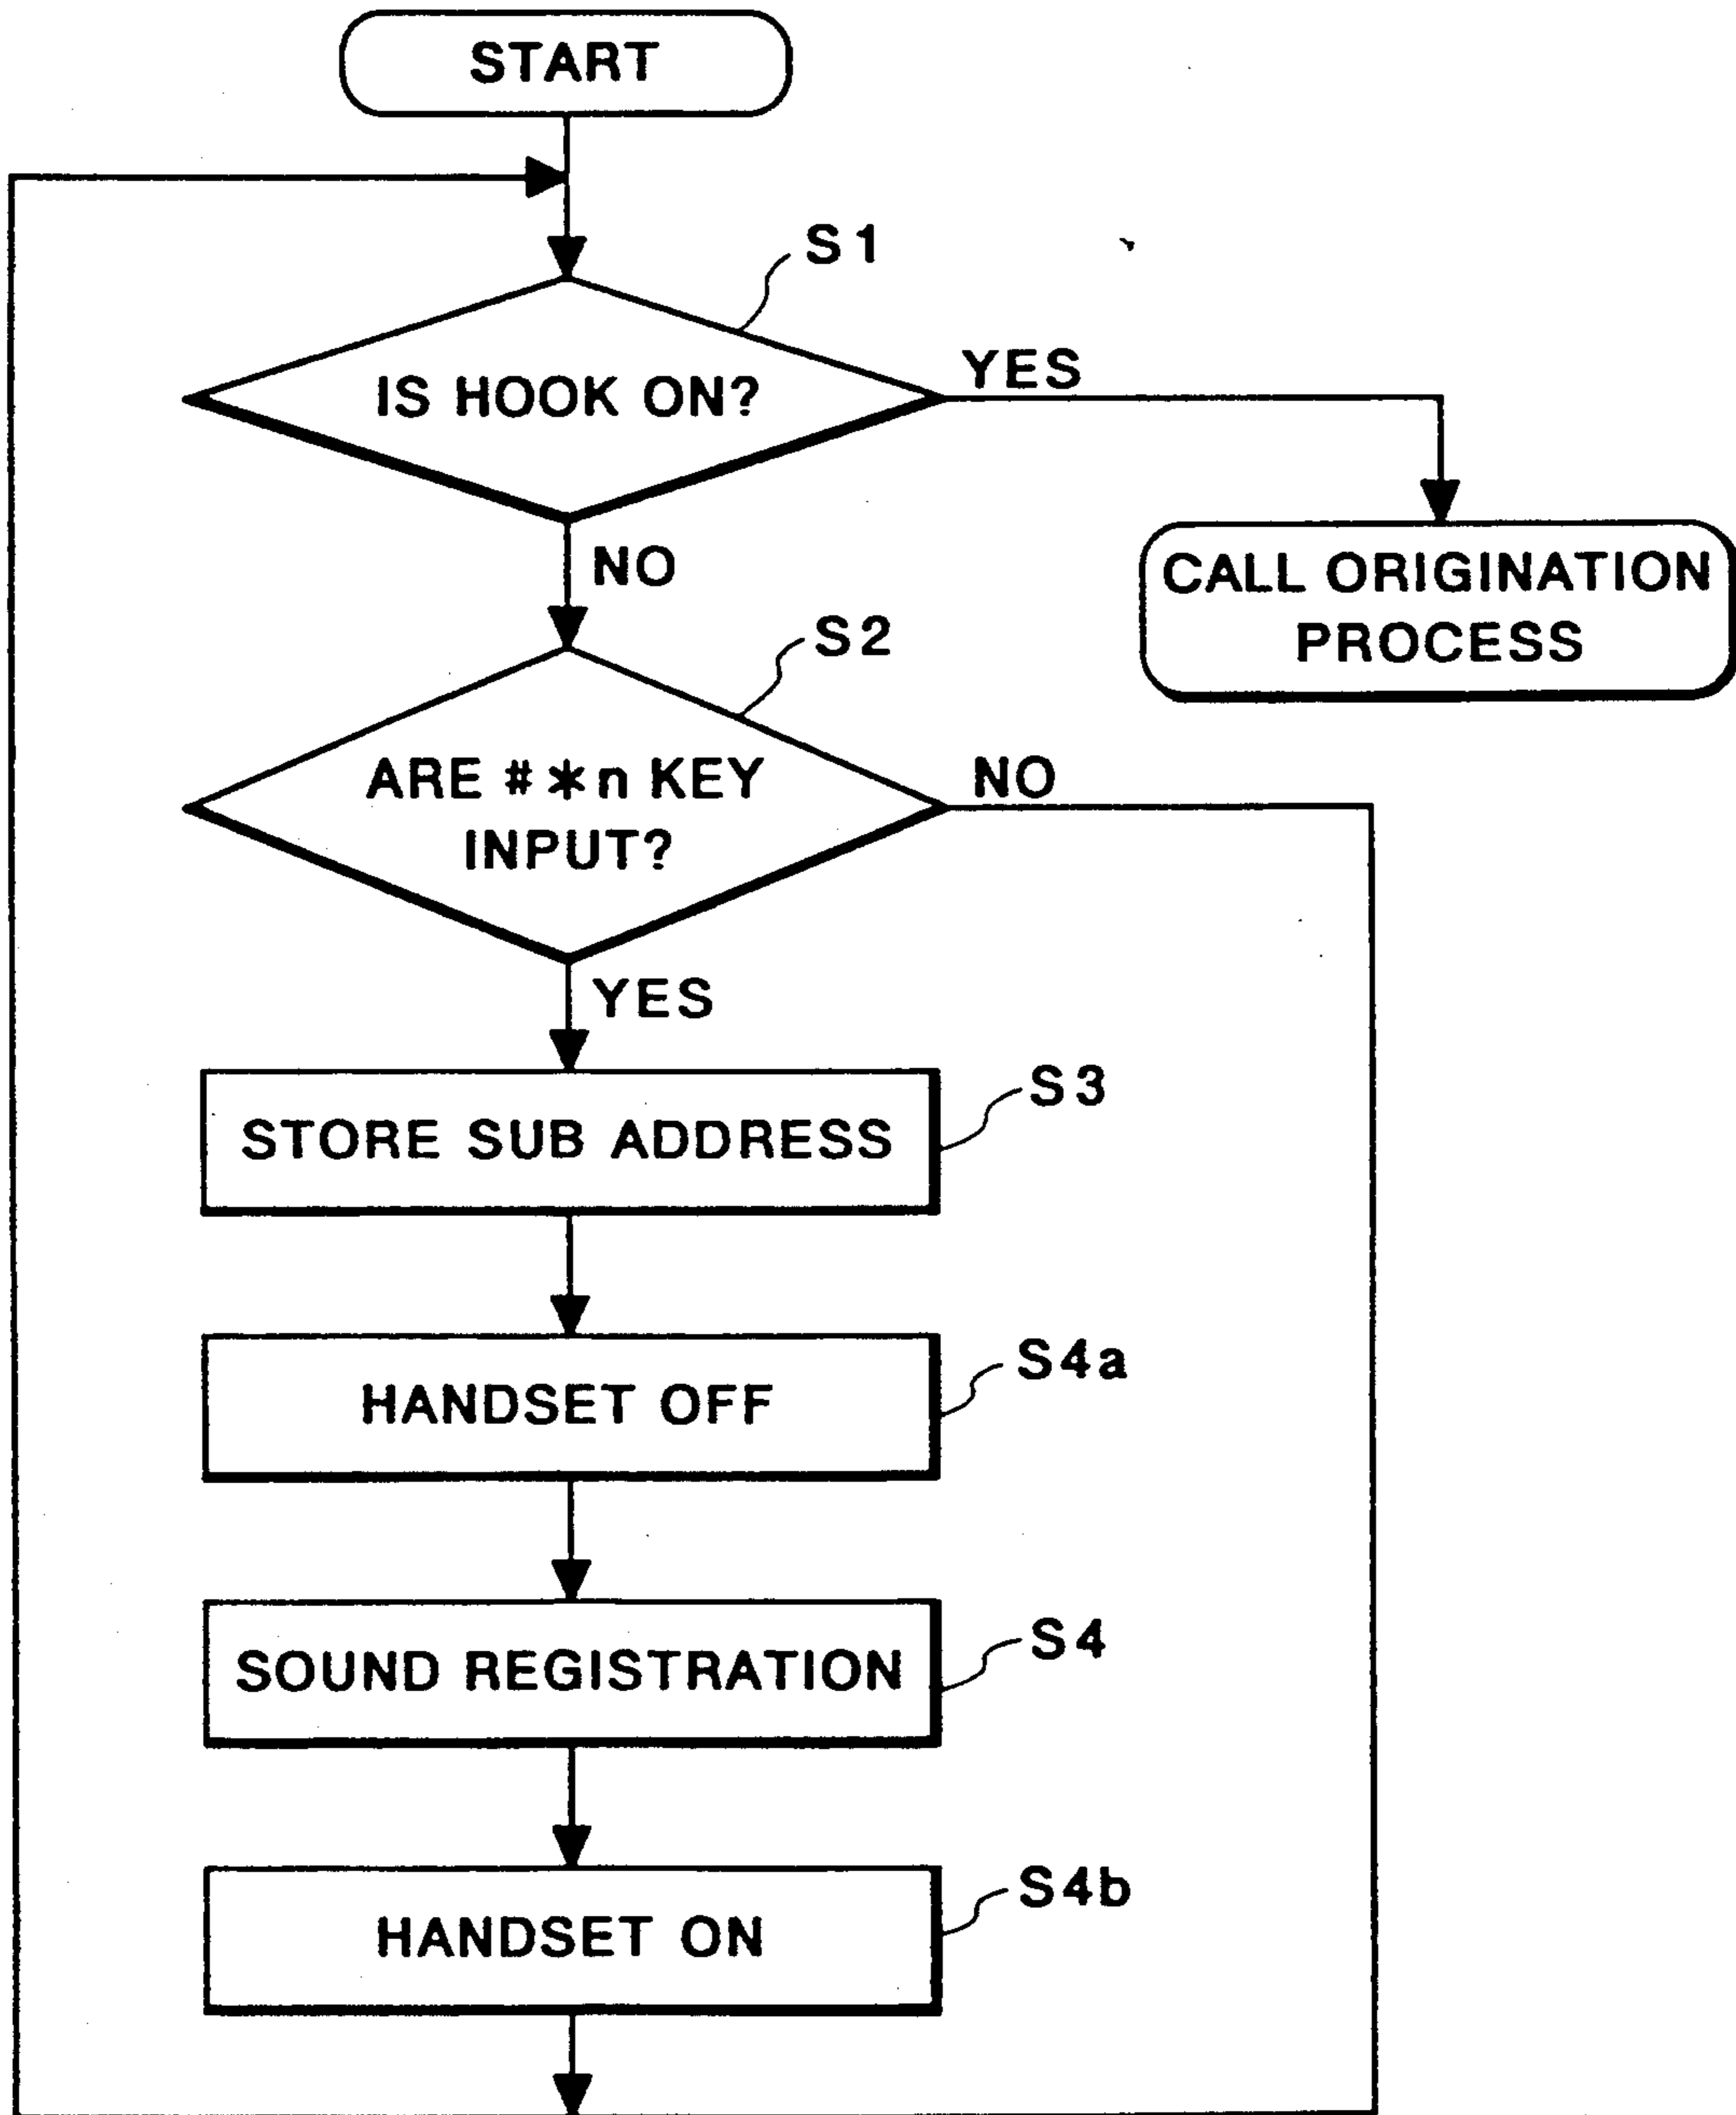 START
S1
IS HOOK ON?
YES
CALL ORIGINATION
PROCESS
NO
S2
ARE #*n KEY
INPUT?
NO
YES
S3
STORE SUB ADDRESS
S4a
HANDSET OFF
S4
SOUND REGISTRATION
S4b
HANDSET ON